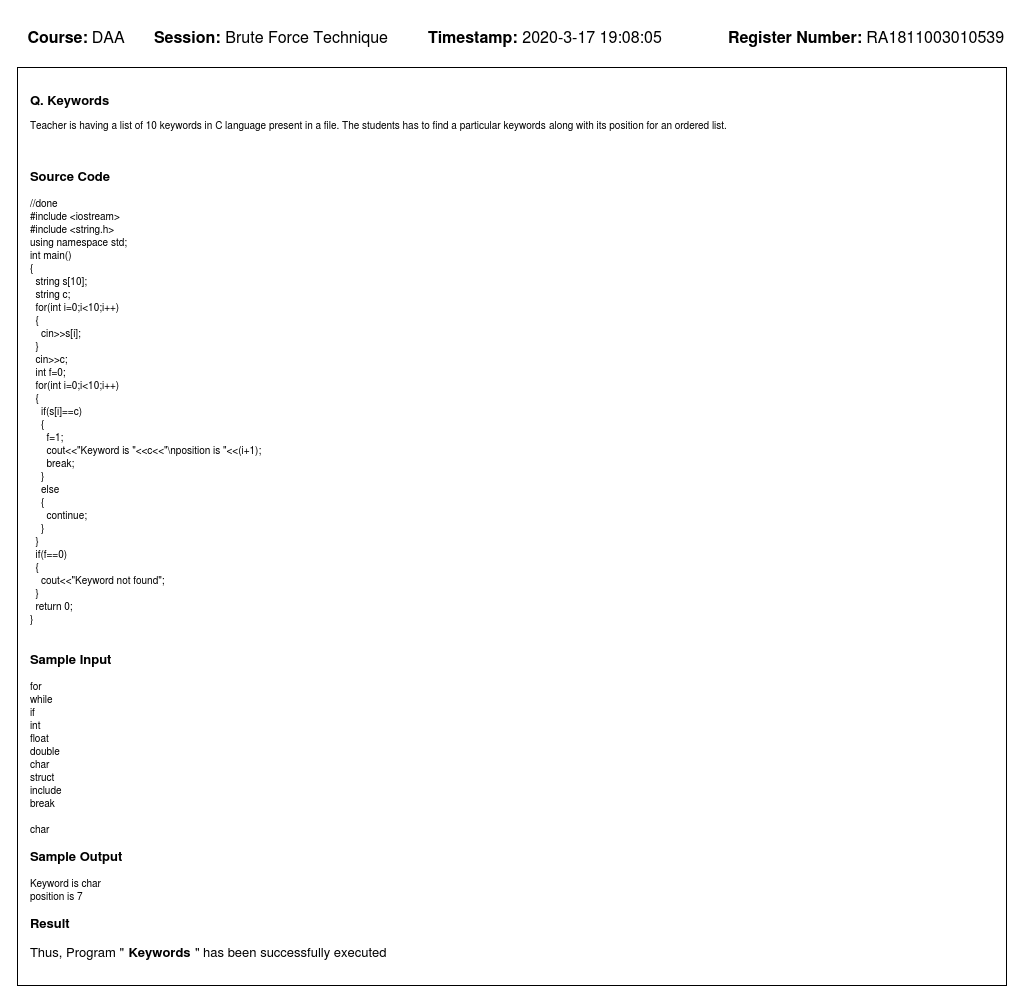 Course: DAA Session: Brute Force Technique Timestamp: 2020-3-17 19:08:05 Register Number: RA1811003010539
Q. Keywords
Teacher is having a list of 10 keywords in C language present in a file. The students has to find a particular keywords along with its position for an ordered list.
Source Code
//done
#include <iostream>
#include <string.h>
using namespace std;
int main()
{
  string s[10];
  string c;
  for(int i=0;i<10;i++)
  {
    cin>>s[i];
  }
  cin>>c;
  int f=0;
  for(int i=0;i<10;i++)
  {
    if(s[i]==c)
    {
      f=1;
      cout<<"Keyword is "<<c<<"\nposition is "<<(i+1);
      break;
    }
    else
    {
      continue;
    }
  }
  if(f==0)
  {
    cout<<"Keyword not found";
  }
  return 0;
}
Sample Input
for
while
if
int
float
double
char
struct
include
break
char
Sample Output
Keyword is char
position is 7
Result
Thus, Program " Keywords " has been successfully executed